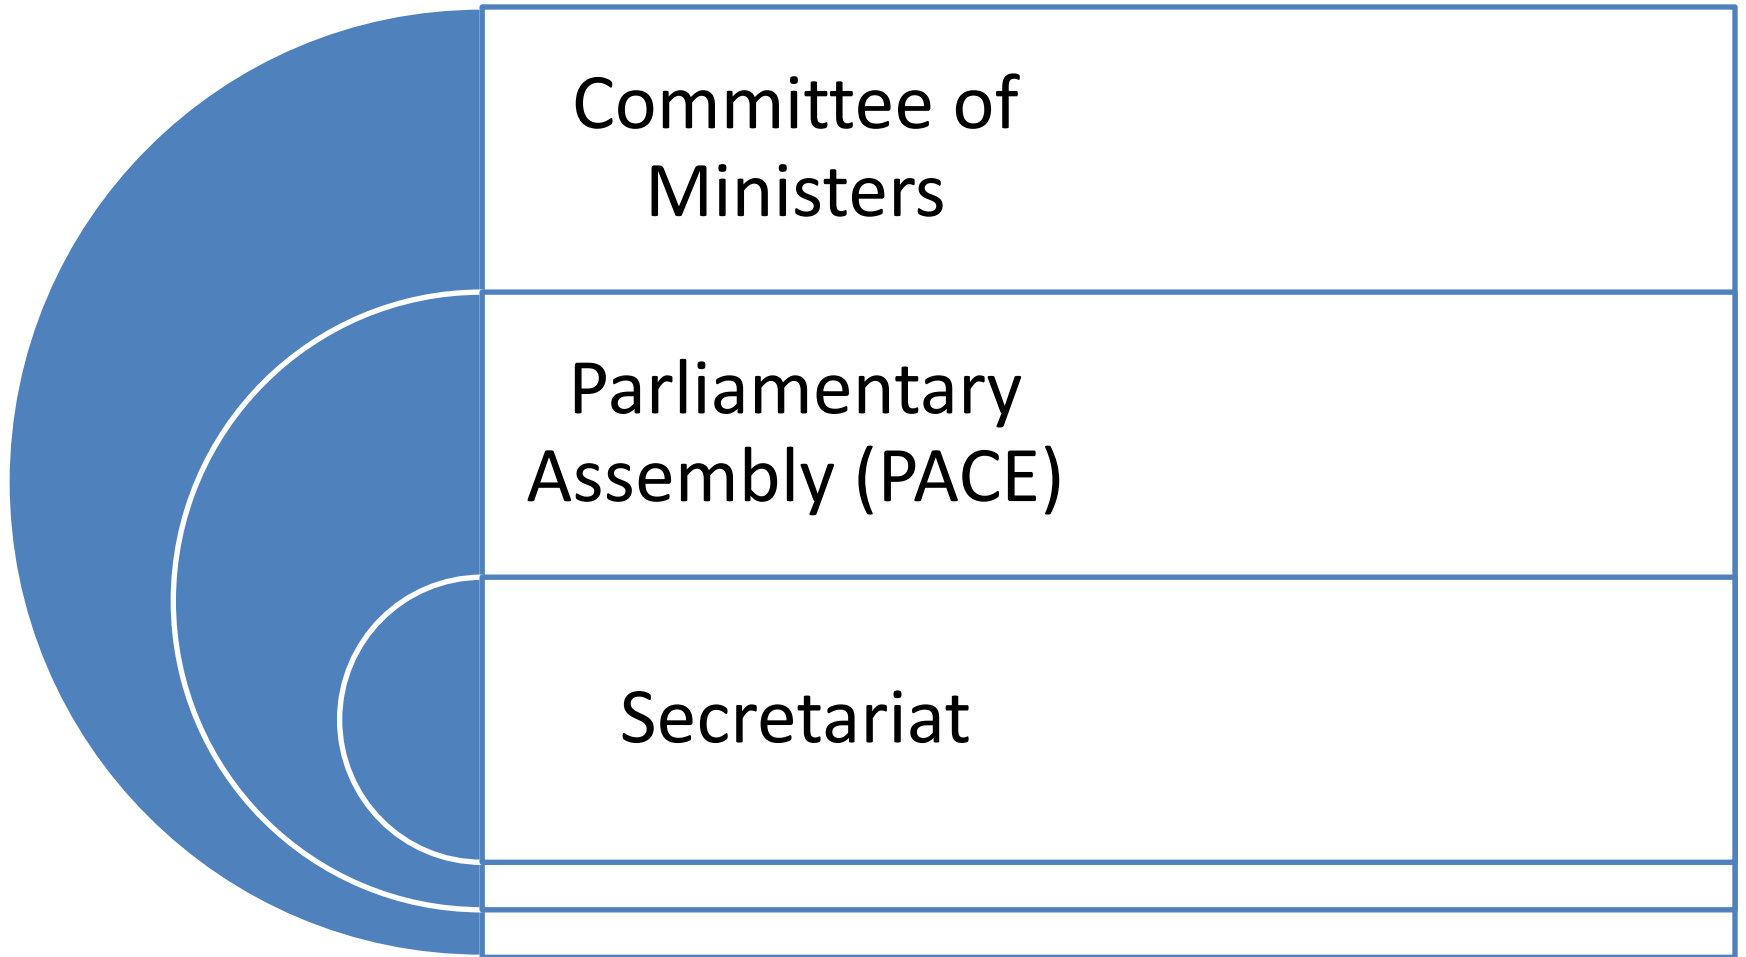 Committee of
Ministers
Parliamentary
Assembly (PACE)
Secretariat